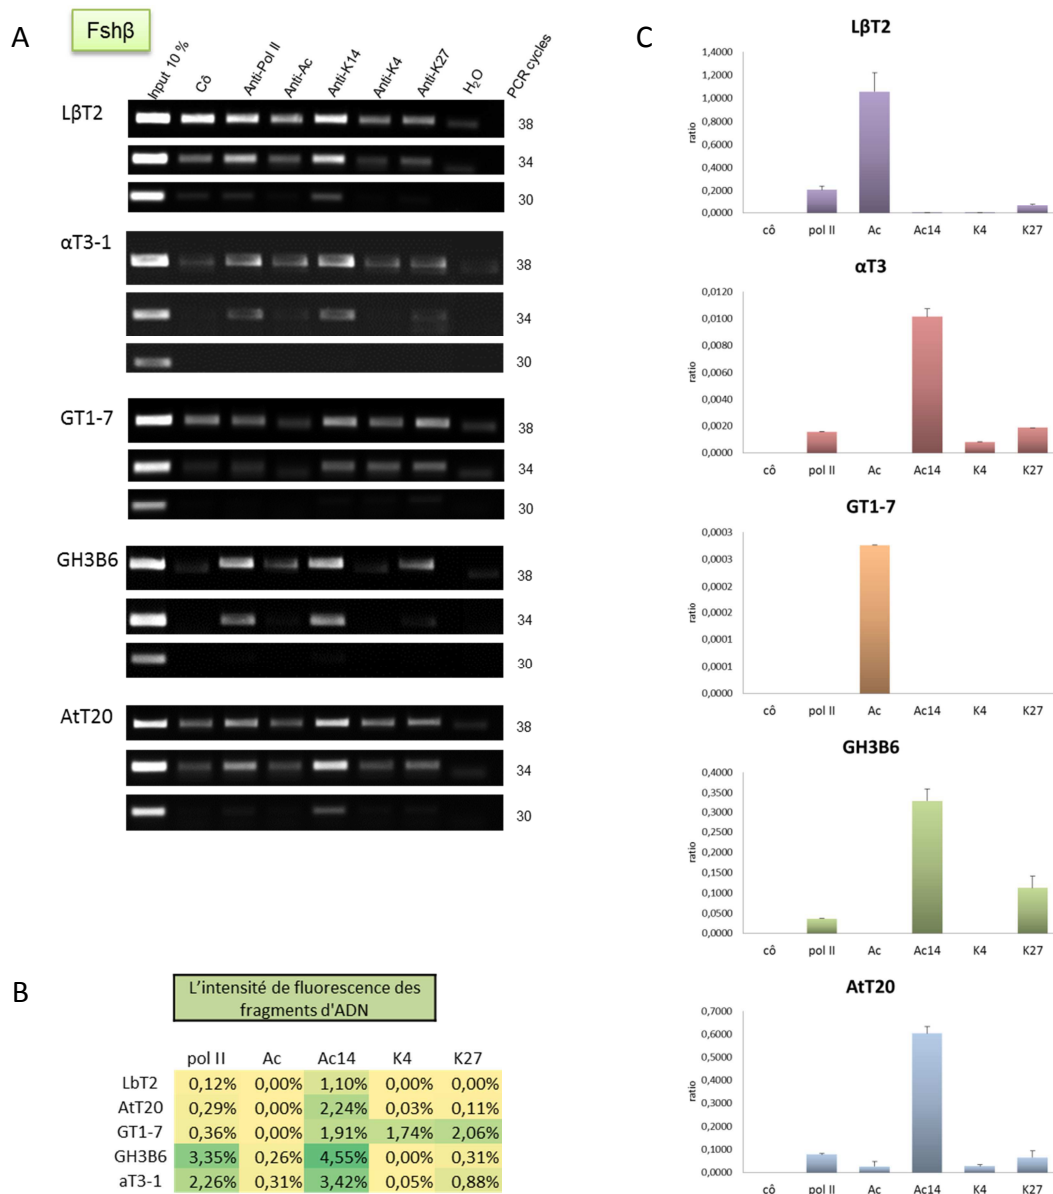 A
Fshβ
Input 10 %
Cô
Anti-Pol II
Anti-Ac
Anti-K14
Anti-K4
Anti-K27
H2O
PCR cycles
LβT2
38
34
30
αT3-1
38
34
30
GT1-7
38
34
30
GH3B6
38
34
30
AtT20
38
34
30
B
L'intensité de fluorescence des
fragments d'ADN
pol II Ac Ac14 K4 K27
LbT2 0,12% 0,00% 1,10% 0,00% 0,00%
AtT20 0,29% 0,00% 2,24% 0,03% 0,11%
GT1-7 0,36% 0,00% 1,91% 1,74% 2,06%
GH3B6 3,35% 0,26% 4,55% 0,00% 0,31%
aT3-1 2,26% 0,31% 3,42% 0,05% 0,88%
C
LβT2
ratio
1,4000
1,2000
1,0000
0,8000
0,6000
0,4000
0,2000
0,0000
cô pol II Ac Ac14 K4 K27
αT3
ratio
0,0120
0,0100
0,0080
0,0060
0,0040
0,0020
0,0000
cô pol II Ac Ac14 K4 K27
GT1-7
ratio
0,0003
0,0003
0,0002
0,0002
0,0001
0,0001
0,0000
cô pol II Ac Ac14 K4 K27
GH3B6
ratio
0,4000
0,3500
0,3000
0,2500
0,2000
0,1500
0,1000
0,0500
0,0000
cô pol II Ac Ac14 K4 K27
AtT20
ratio
0,7000
0,6000
0,5000
0,4000
0,3000
0,2000
0,1000
0,0000
cô pol II Ac Ac14 K4 K27